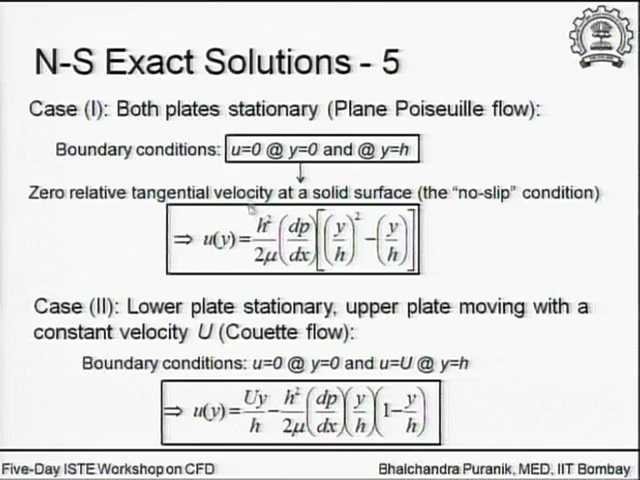 N-S Exact Solutions - 5
Case (I): Both plates stationary (Plane Poiseuille flow):
Boundary conditions: u=0 @ y=0 and @ y=h
Zero relative tangential velocity at a solid surface (the "no-slip" condition)
⇒ u(y) = h²/2μ (dp/dx) [(y/h)² − (y/h)]
Case (II): Lower plate stationary, upper plate moving with a
constant velocity U (Couette flow):
Boundary conditions: u=0 @ y=0 and u=U @ y=h
⇒ u(y) = Uy/h − h²/2μ (dp/dx)(y/h)(1 − y/h)
Five-Day ISTE Workshop on CFD
Bhalchandra Puranik, MED, IIT Bombay